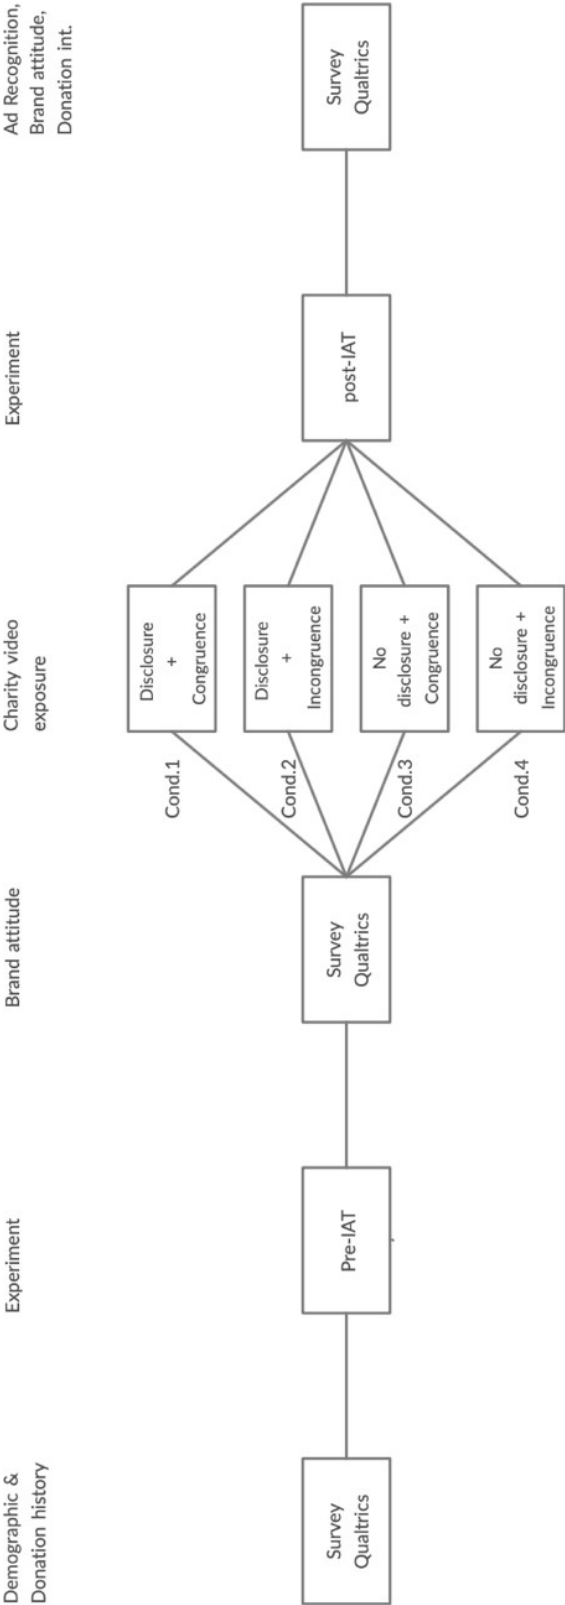 Demographic &
Donation history
Experiment
Brand attitude
Charity video
exposure
Experiment
Ad Recognition,
Brand attitude,
Donation int.
Survey
Qualtrics
Pre-IAT
Survey
Qualtrics
Cond.1
Disclosure
+
Congruence
Cond.2
Disclosure
+
Incongruence
Cond.3
No
disclosure +
Congruence
Cond.4
No
disclosure +
Incongruence
post-IAT
Survey
Qualtrics